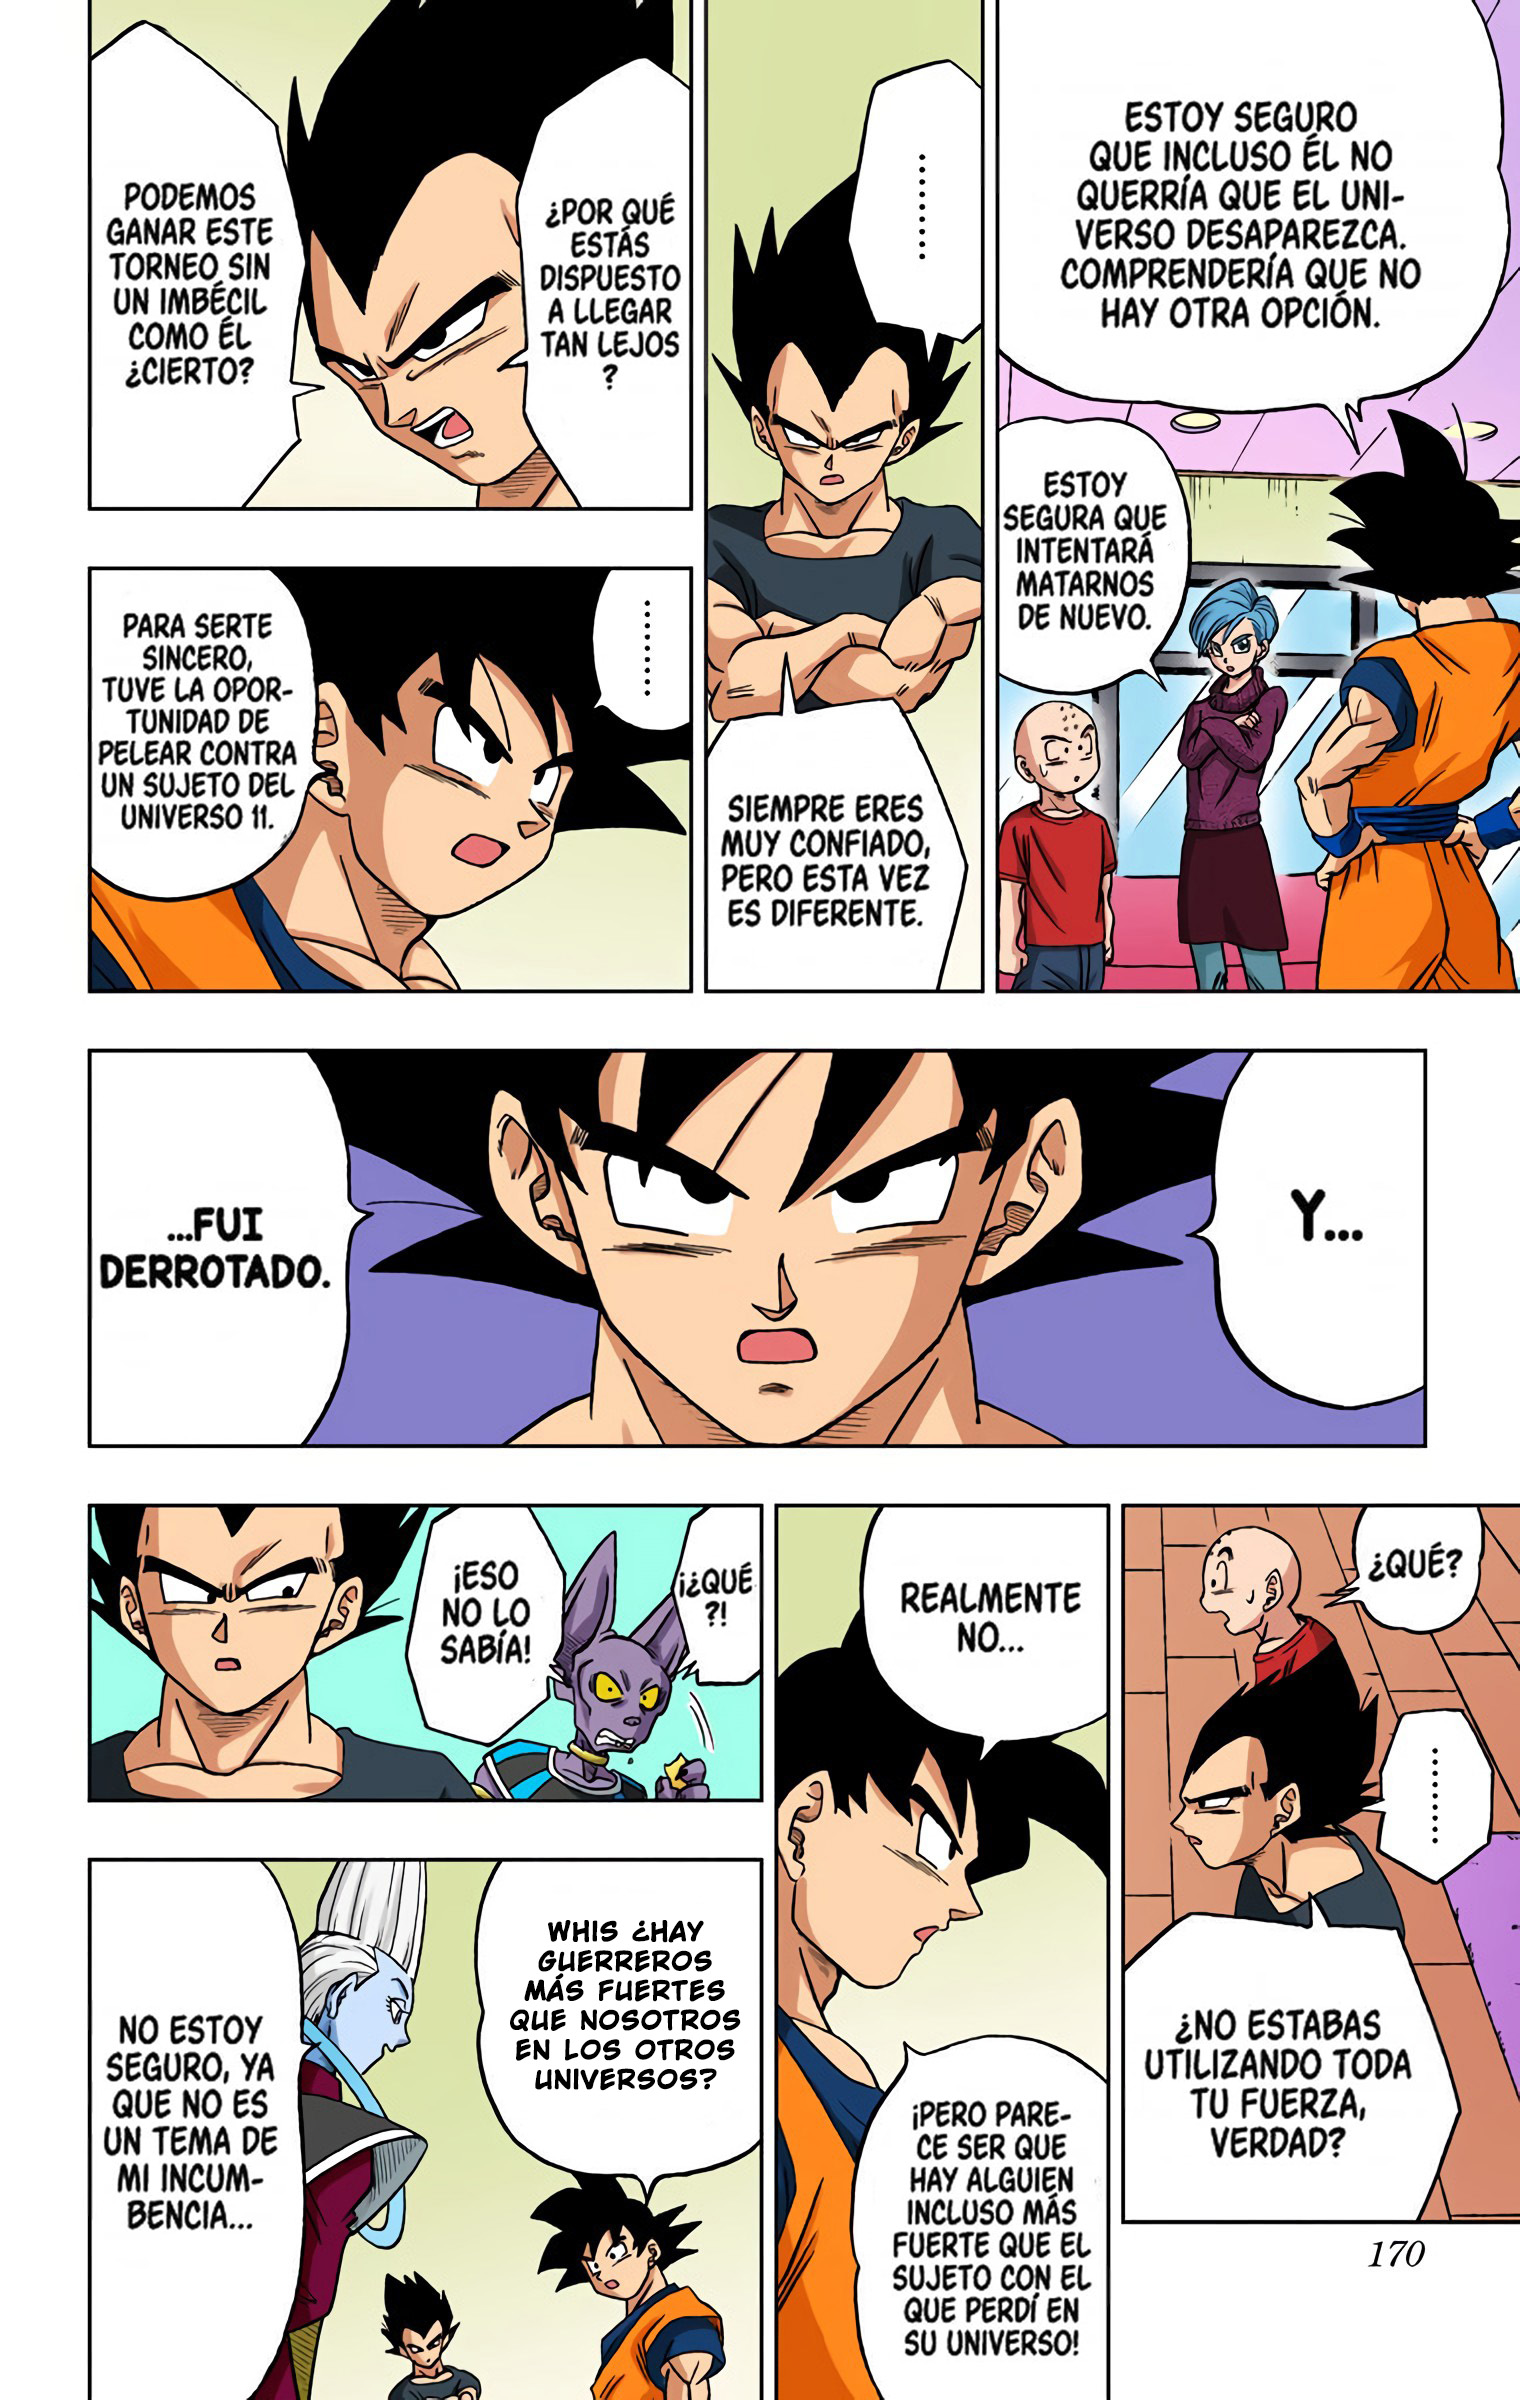 ESTOY SEGURO
QUE INCLUSO ÉL NO
QUERRÍA QUE EL UNI-
VERSO DESAPAREZCA.
COMPRENDERÍA QUE NO
HAY OTRA OPCIÓN.
ESTOY
SEGURA QUE
INTENTARÁ
MATARNOS
DE NUEVO.
..........
SIEMPRE ERES
MUY CONFIADO,
PERO ESTA VEZ
ES DIFERENTE.
¿POR QUÉ
ESTÁS
DISPUESTO
A LLEGAR
TAN LEJOS
?
PODEMOS
GANAR ESTE
TORNEO SIN
UN IMBÉCIL
COMO ÉL
¿CIERTO?
.........
PARA SERTE
SINCERO,
TUVE LA OPOR-
TUNIDAD DE
PELEAR CONTRA
UN SUJETO DEL
UNIVERSO 11.
Y...
...FUI
DERROTADO.
¿QUÉ?
.........
¿NO ESTABAS
UTILIZANDO TODA
TU FUERZA,
VERDAD?
REALMENTE
NO...
¡PERO PARE-
CE SER QUE
HAY ALGUIEN
INCLUSO MÁS
FUERTE QUE EL
SUJETO CON EL
QUE PERDÍ EN
SU UNIVERSO!
¡¿QUÉ
?!
¡ESO
NO LO
SABÍA!
WHIS ¿HAY
GUERREROS
MÁS FUERTES
QUE NOSOTROS
EN LOS OTROS
UNIVERSOS?
NO ESTOY
SEGURO, YA
QUE NO ES
UN TEMA DE
MI INCUM-
BENCIA...
170